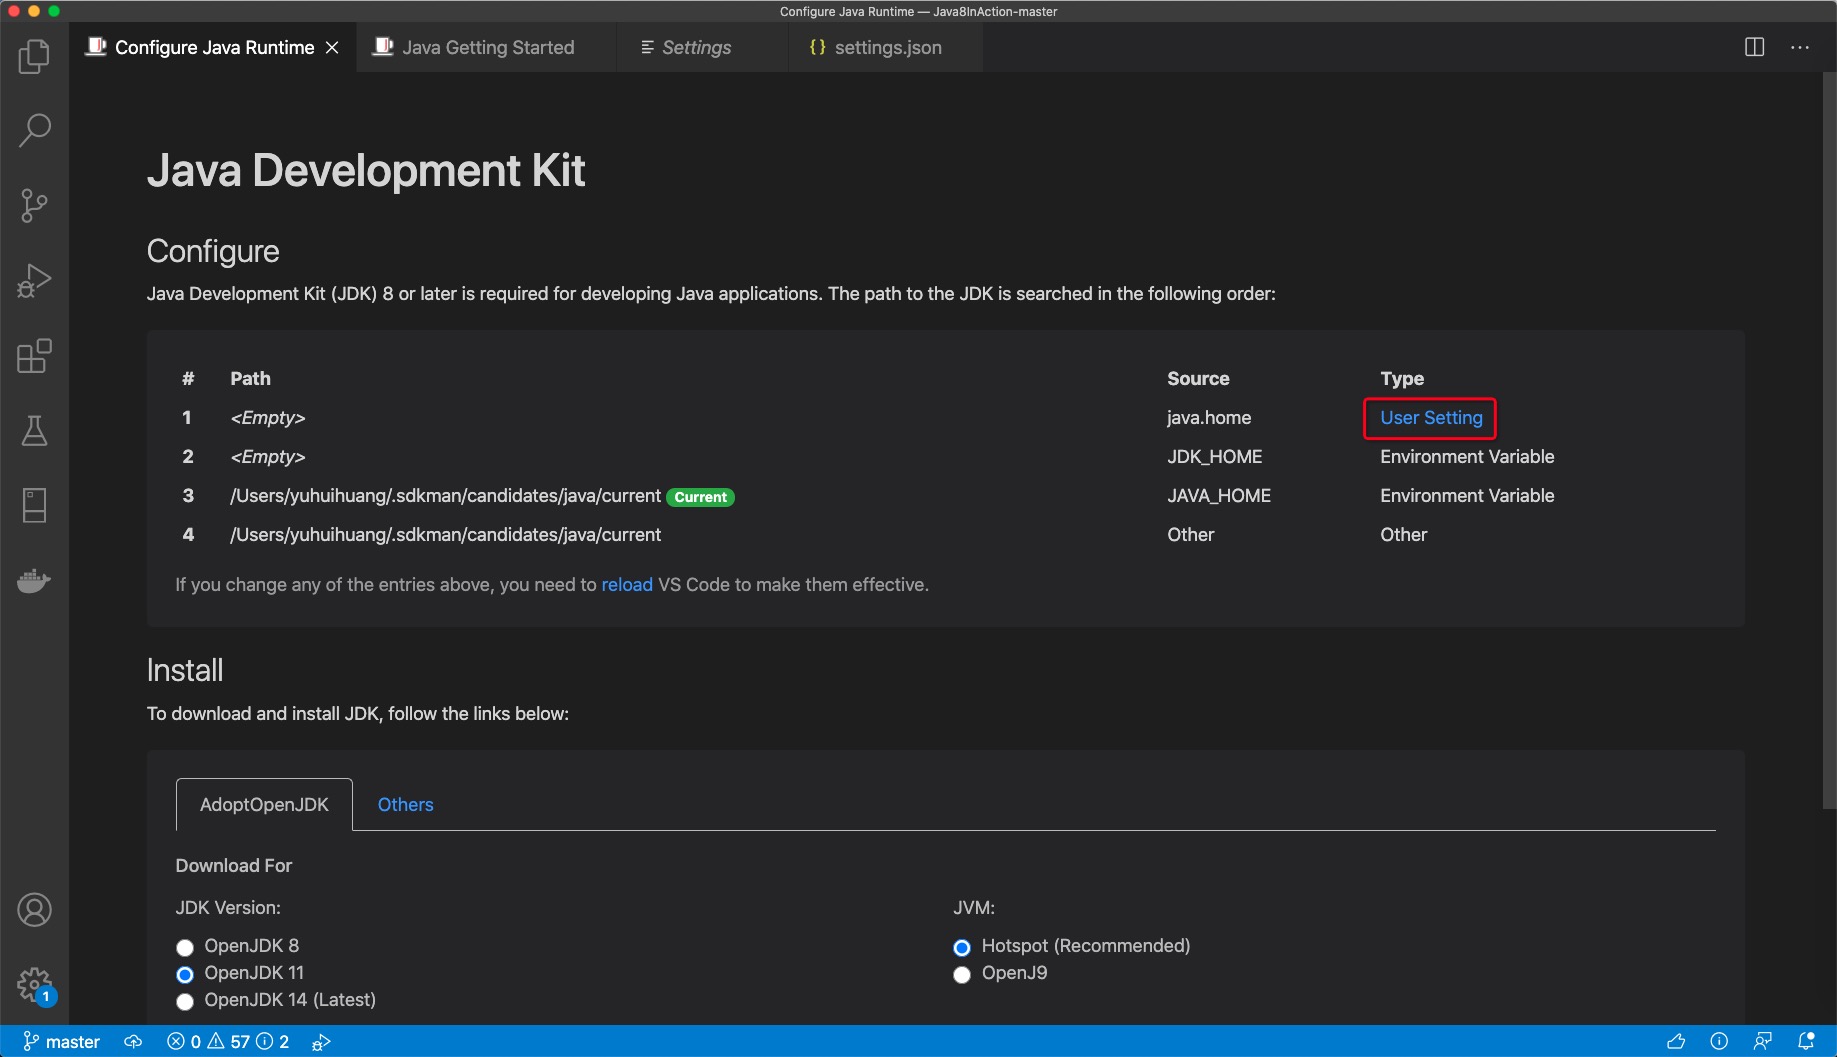 Configure Java Runtime — Java8InAction-master
Configure Java Runtime
Java Getting Started
Settings
{} settings.json
Java Development Kit
Configure
Java Development Kit (JDK) 8 or later is required for developing Java applications. The path to the JDK is searched in the following order:
# Path Source Type
1 <Empty> java.home User Setting
2 <Empty> JDK_HOME Environment Variable
3 /Users/yuhuihuang/.sdkman/candidates/java/current Current JAVA_HOME Environment Variable
4 /Users/yuhuihuang/.sdkman/candidates/java/current Other Other
If you change any of the entries above, you need to reload VS Code to make them effective.
Install
To download and install JDK, follow the links below:
AdoptOpenJDK Others
Download For
JDK Version: JVM:
OpenJDK 8 Hotspot (Recommended)
OpenJDK 11 OpenJ9
OpenJDK 14 (Latest)
1
master 0 57 2